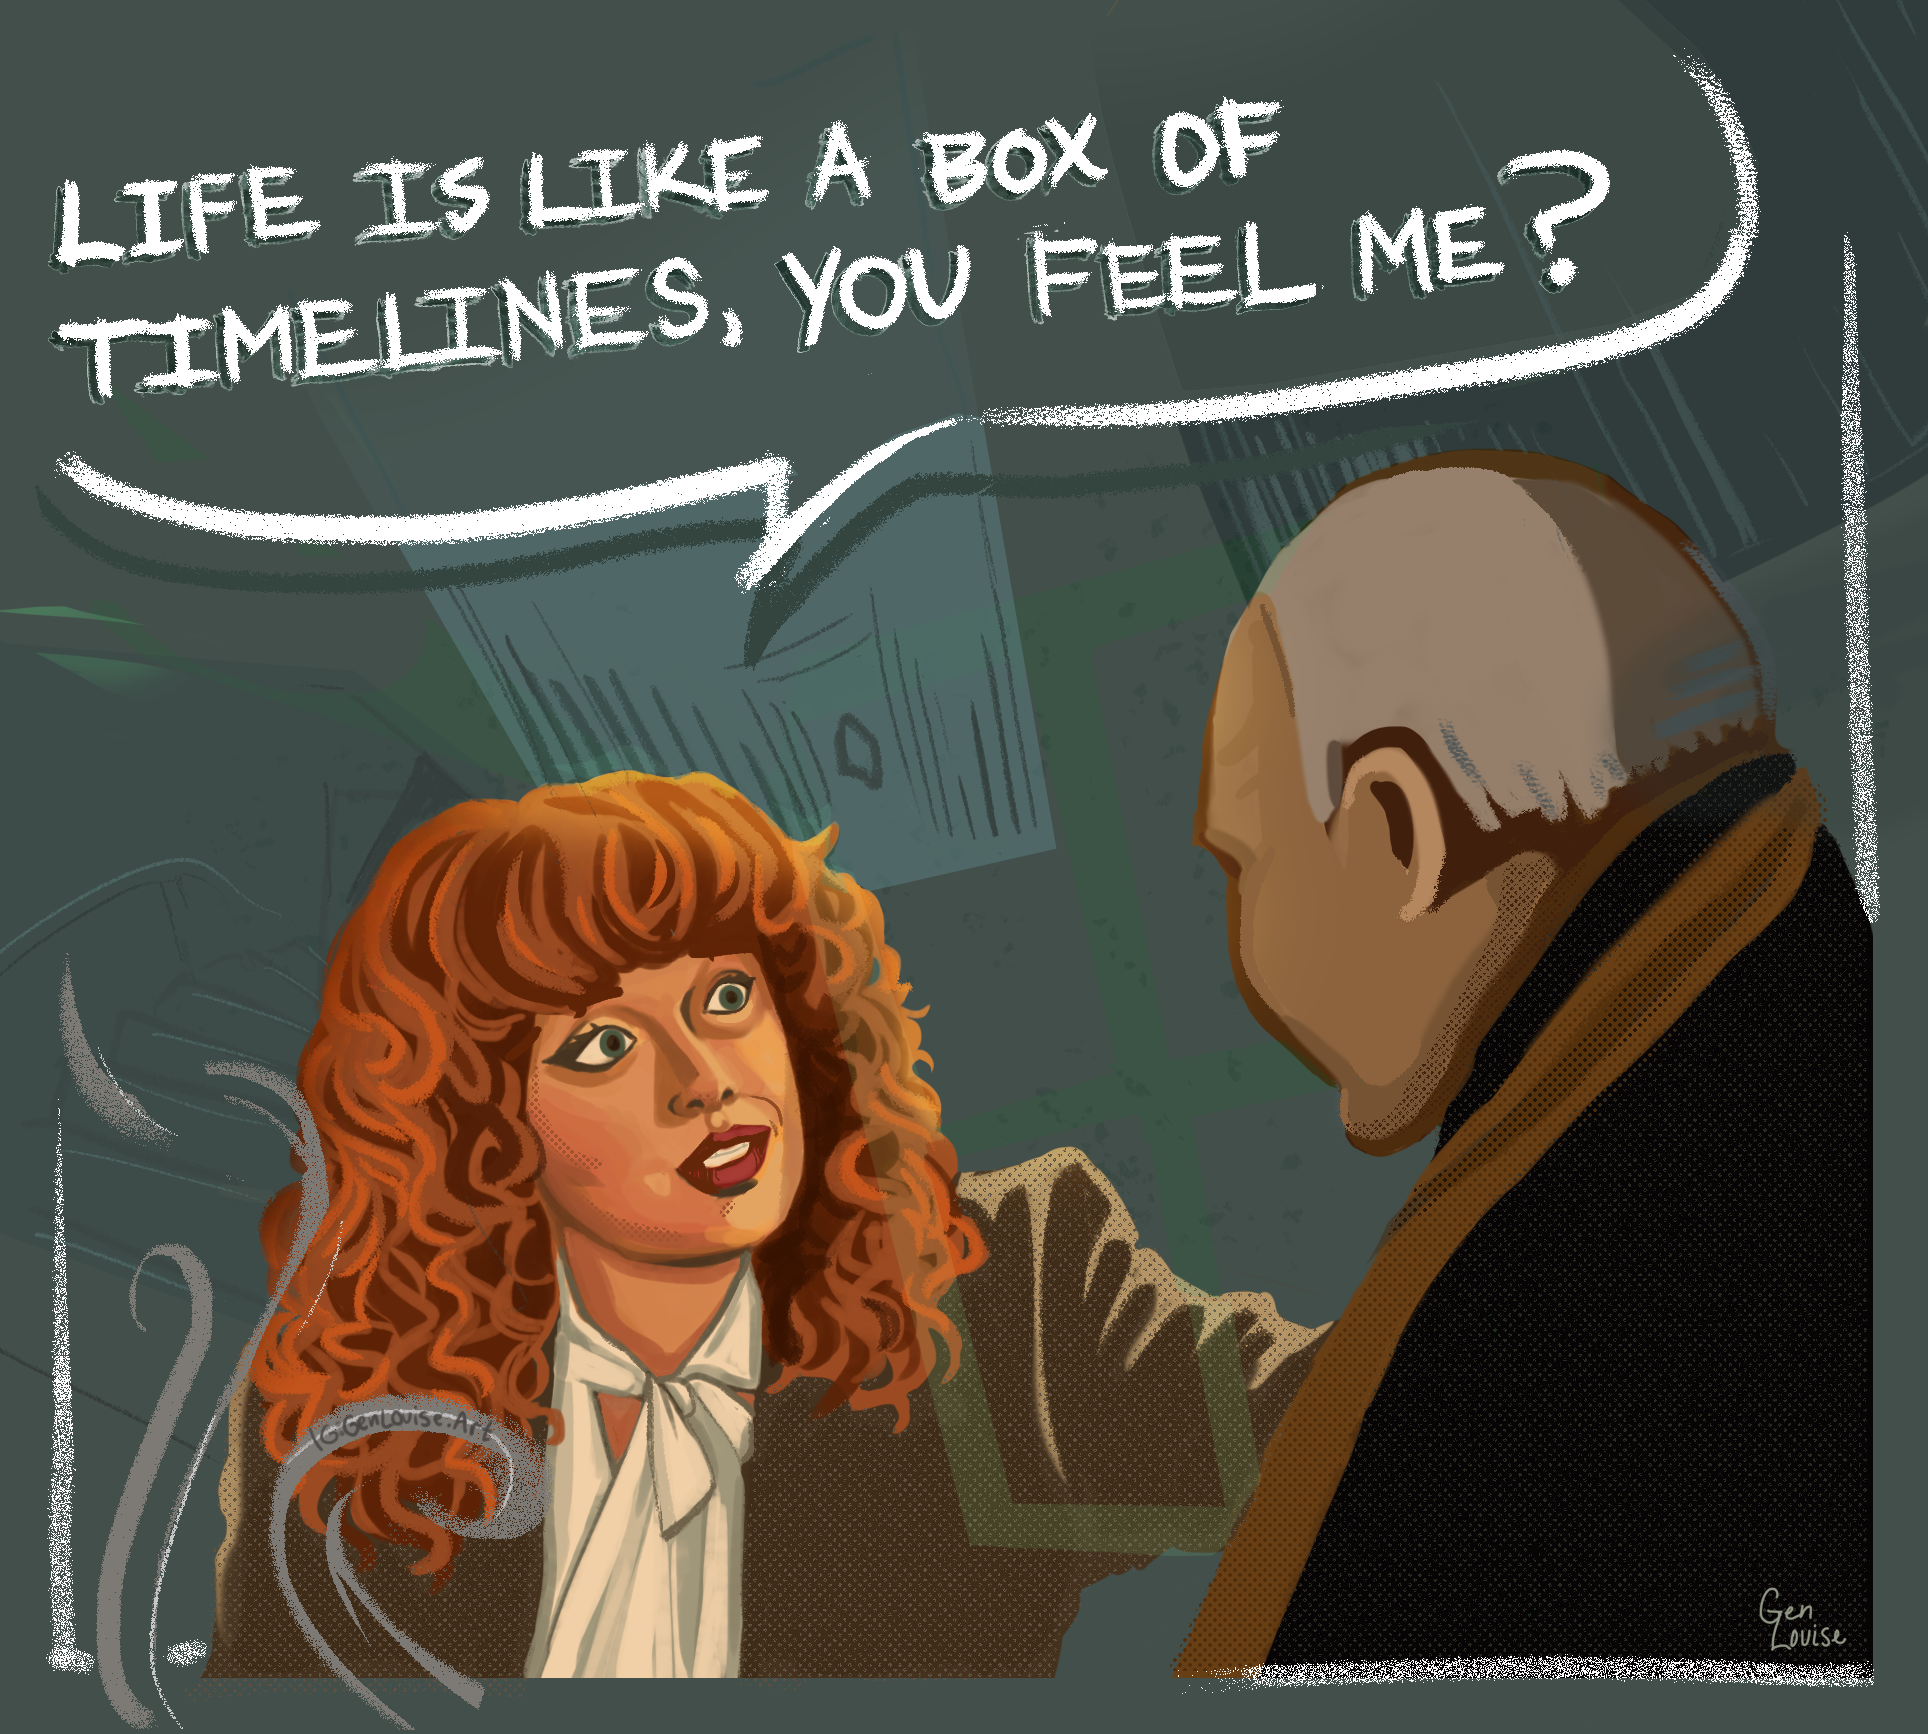 LIFE IS LIKE A BOX OF
TIMELINES, YOU FEEL ME?
IG:GenLouise.Art
Gen
Louise